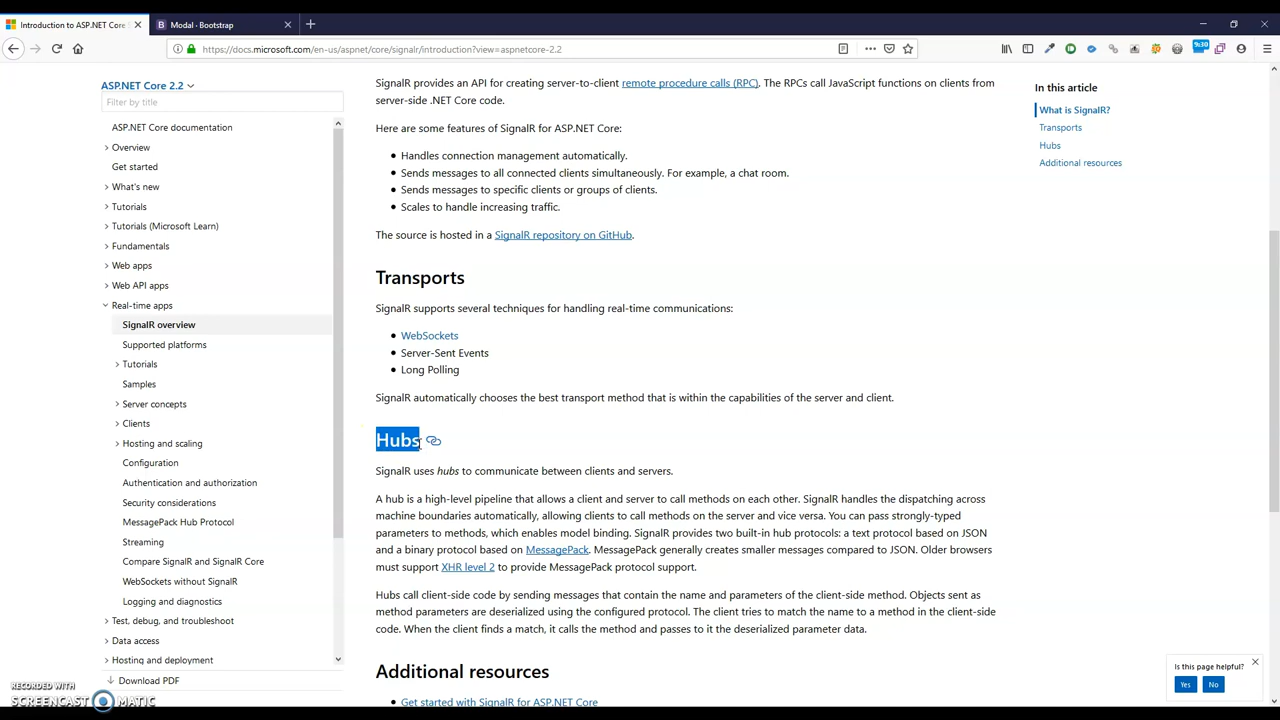 Introduction to ASP.NET Core
Modal · Bootstrap
https://docs.microsoft.com/en-us/aspnet/core/signalr/introduction?view=aspnetcore-2.2
9:30
ASP.NET Core 2.2
Filter by title
ASP.NET Core documentation
Overview
Get started
What's new
Tutorials
Tutorials (Microsoft Learn)
Fundamentals
Web apps
Web API apps
Real-time apps
SignalR overview
Supported platforms
Tutorials
Samples
Server concepts
Clients
Hosting and scaling
Configuration
Authentication and authorization
Security considerations
MessagePack Hub Protocol
Streaming
Compare SignalR and SignalR Core
WebSockets without SignalR
Logging and diagnostics
Test, debug, and troubleshoot
Data access
Hosting and deployment
Download PDF
SignalR provides an API for creating server-to-client remote procedure calls (RPC). The RPCs call JavaScript functions on clients from
server-side .NET Core code.
Here are some features of SignalR for ASP.NET Core:
• Handles connection management automatically.
• Sends messages to all connected clients simultaneously. For example, a chat room.
• Sends messages to specific clients or groups of clients.
• Scales to handle increasing traffic.
The source is hosted in a SignalR repository on GitHub.
Transports
SignalR supports several techniques for handling real-time communications:
• WebSockets
• Server-Sent Events
• Long Polling
SignalR automatically chooses the best transport method that is within the capabilities of the server and client.
Hubs
SignalR uses hubs to communicate between clients and servers.
A hub is a high-level pipeline that allows a client and server to call methods on each other. SignalR handles the dispatching across
machine boundaries automatically, allowing clients to call methods on the server and vice versa. You can pass strongly-typed
parameters to methods, which enables model binding. SignalR provides two built-in hub protocols: a text protocol based on JSON
and a binary protocol based on MessagePack. MessagePack generally creates smaller messages compared to JSON. Older browsers
must support XHR level 2 to provide MessagePack protocol support.
Hubs call client-side code by sending messages that contain the name and parameters of the client-side method. Objects sent as
method parameters are deserialized using the configured protocol. The client tries to match the name to a method in the client-side
code. When the client finds a match, it calls the method and passes to it the deserialized parameter data.
Additional resources
• Get started with SignalR for ASP.NET Core
In this article
What is SignalR?
Transports
Hubs
Additional resources
Is this page helpful?
Yes
No
RECORDED WITH
SCREENCAST MATIC